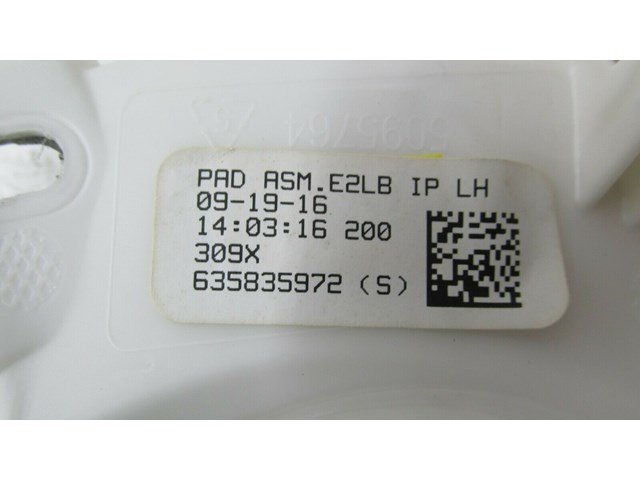 PAD ASM.E2LB IP LH
09-19-16
14:03:16 200
309X
635835972 (S)